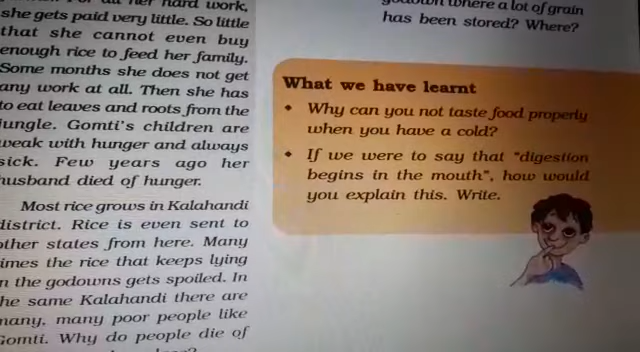 her hard work,
she gets paid very little. So little
that she cannot even buy
enough rice to feed her family.
Some months she does not get
any work at all. Then she has
to eat leaves and roots from the
jungle. Gomti's children are
weak with hunger and always
sick. Few years ago her
husband died of hunger.
Most rice grows in Kalahandi
district. Rice is even sent to
other states from here. Many
times the rice that keeps lying
in the godowns gets spoiled. In
the same Kalahandi there are
many, many poor people like
Gomti. Why do people die of
godown where a lot of grain
has been stored? Where?
What we have learnt
• Why can you not taste food properly
when you have a cold?
• If we were to say that "digestion
begins in the mouth", how would
you explain this. Write.